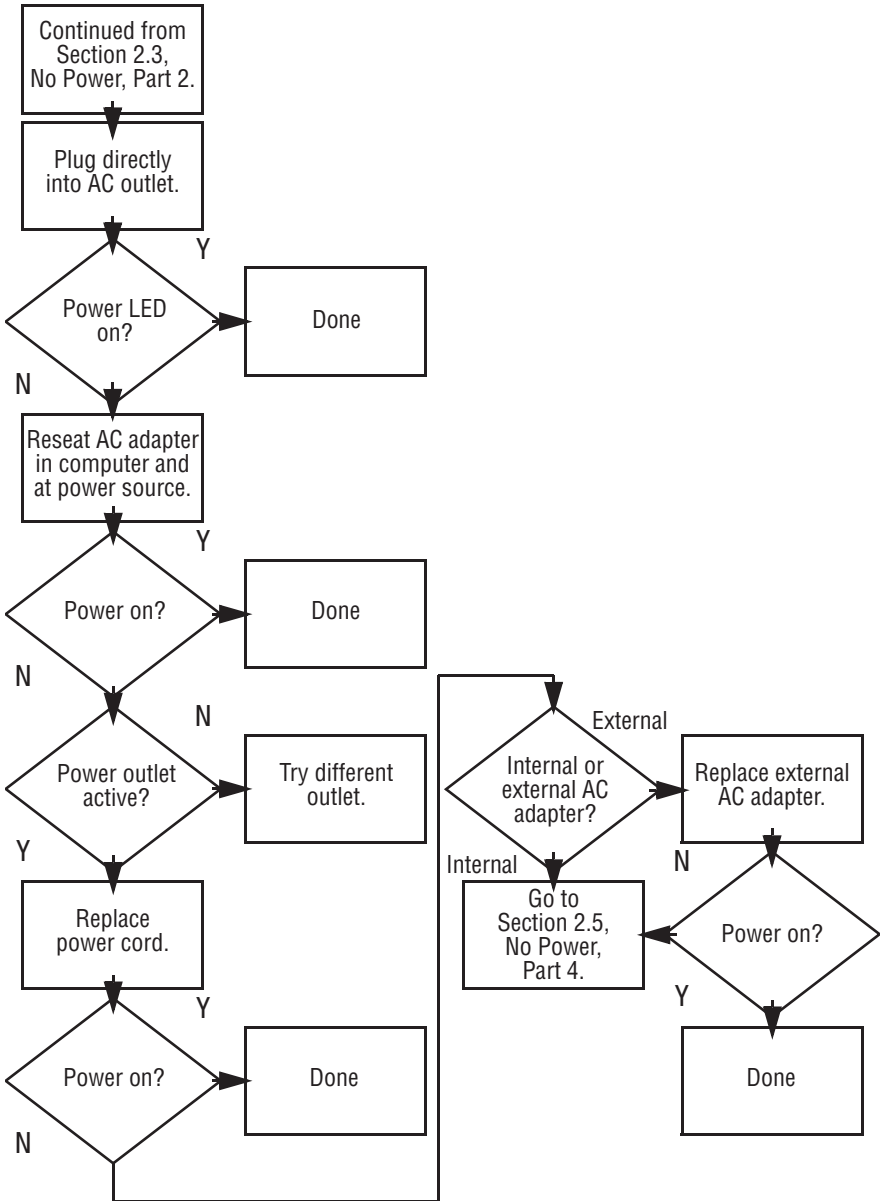 Continued from
Section 2.3,
No Power, Part 2.
Plug directly
into AC outlet.
Y
Power LED
on?
Done
N
Reseat AC adapter
in computer and
at power source.
Y
Power on?
Done
N
N
Power outlet
active?
Try different
outlet.
Y
Replace
power cord.
Y
Power on?
Done
N
External
Internal or
external AC
adapter?
Replace external
AC adapter.
Internal
N
Go to
Section 2.5,
No Power,
Part 4.
Power on?
Y
Done